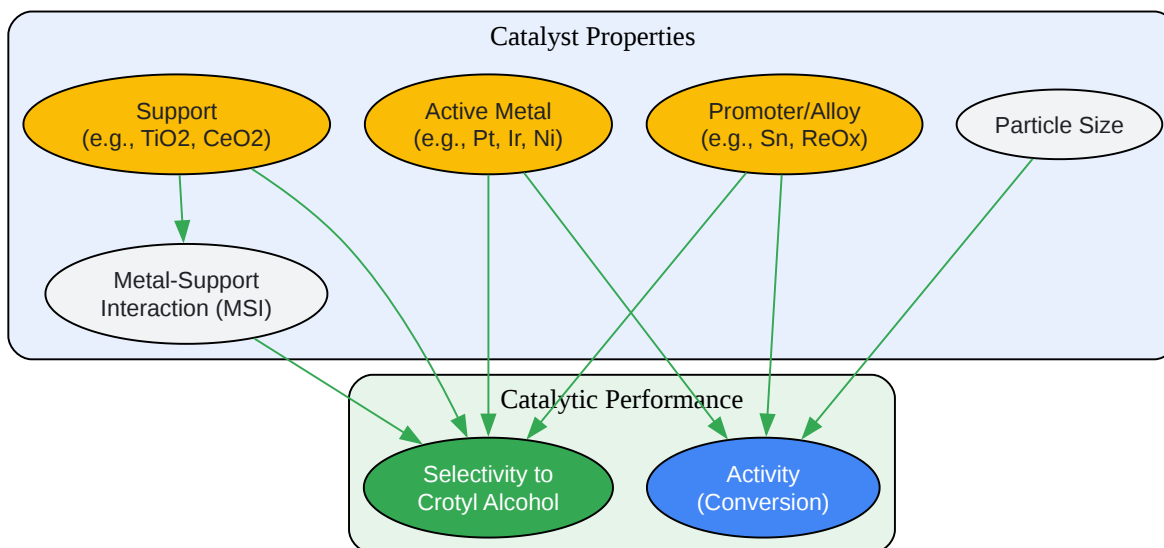 Catalyst Properties
Support
(e.g., TiO2, CeO2)
Active Metal
(e.g., Pt, Ir, Ni)
Promoter/Alloy
(e.g., Sn, ReOx)
Particle Size
Metal-Support
Interaction (MSI)
Catalytic Performance
Selectivity to
Crotyl Alcohol
Activity
(Conversion)